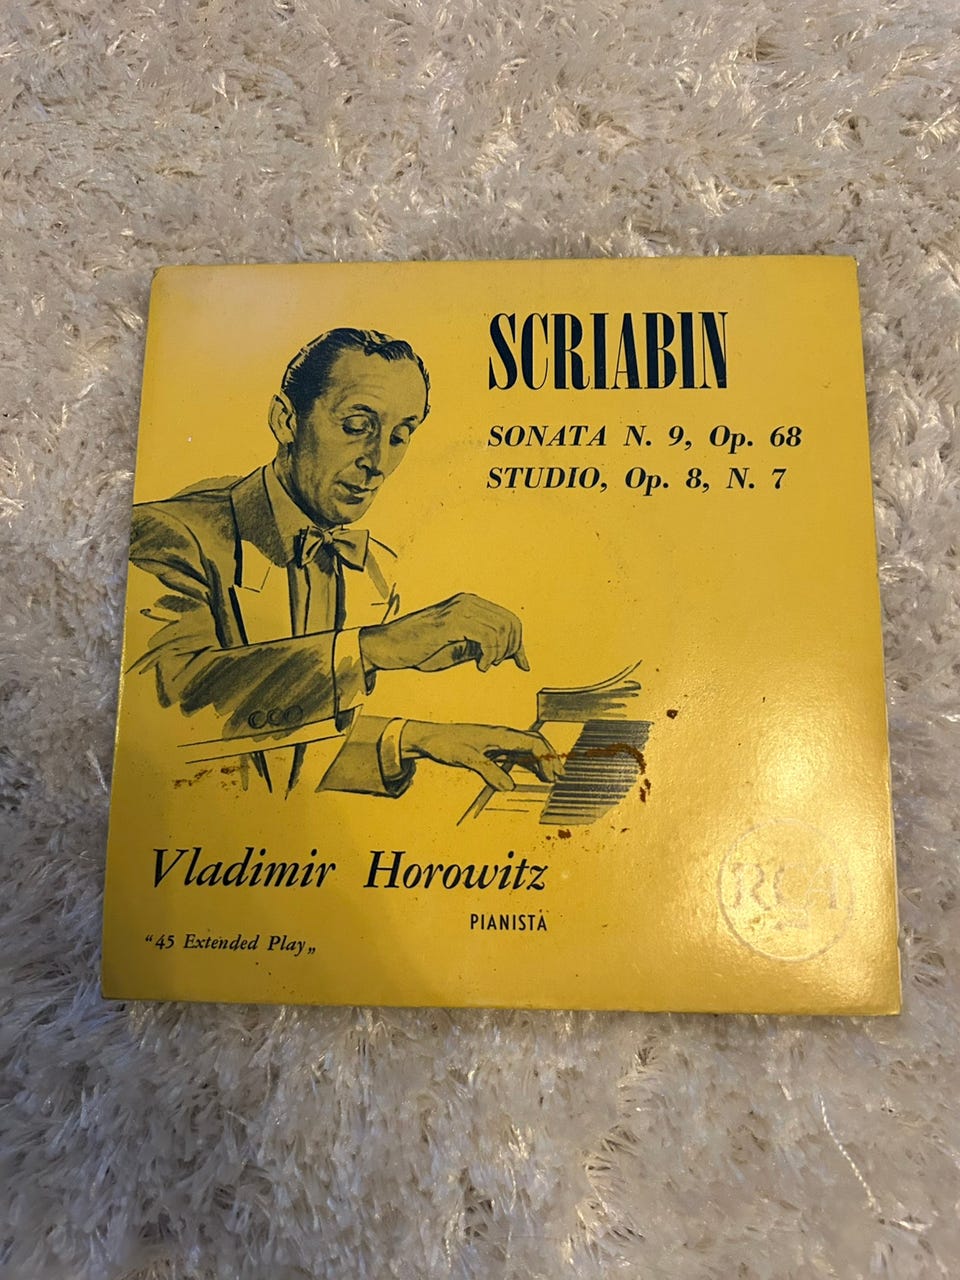 SCRIABIN
SONATA N. 9, Op. 68
STUDIO, Op. 8, N. 7
Vladimir Horowitz
PIANISTA
"45 Extended Play„
RCA